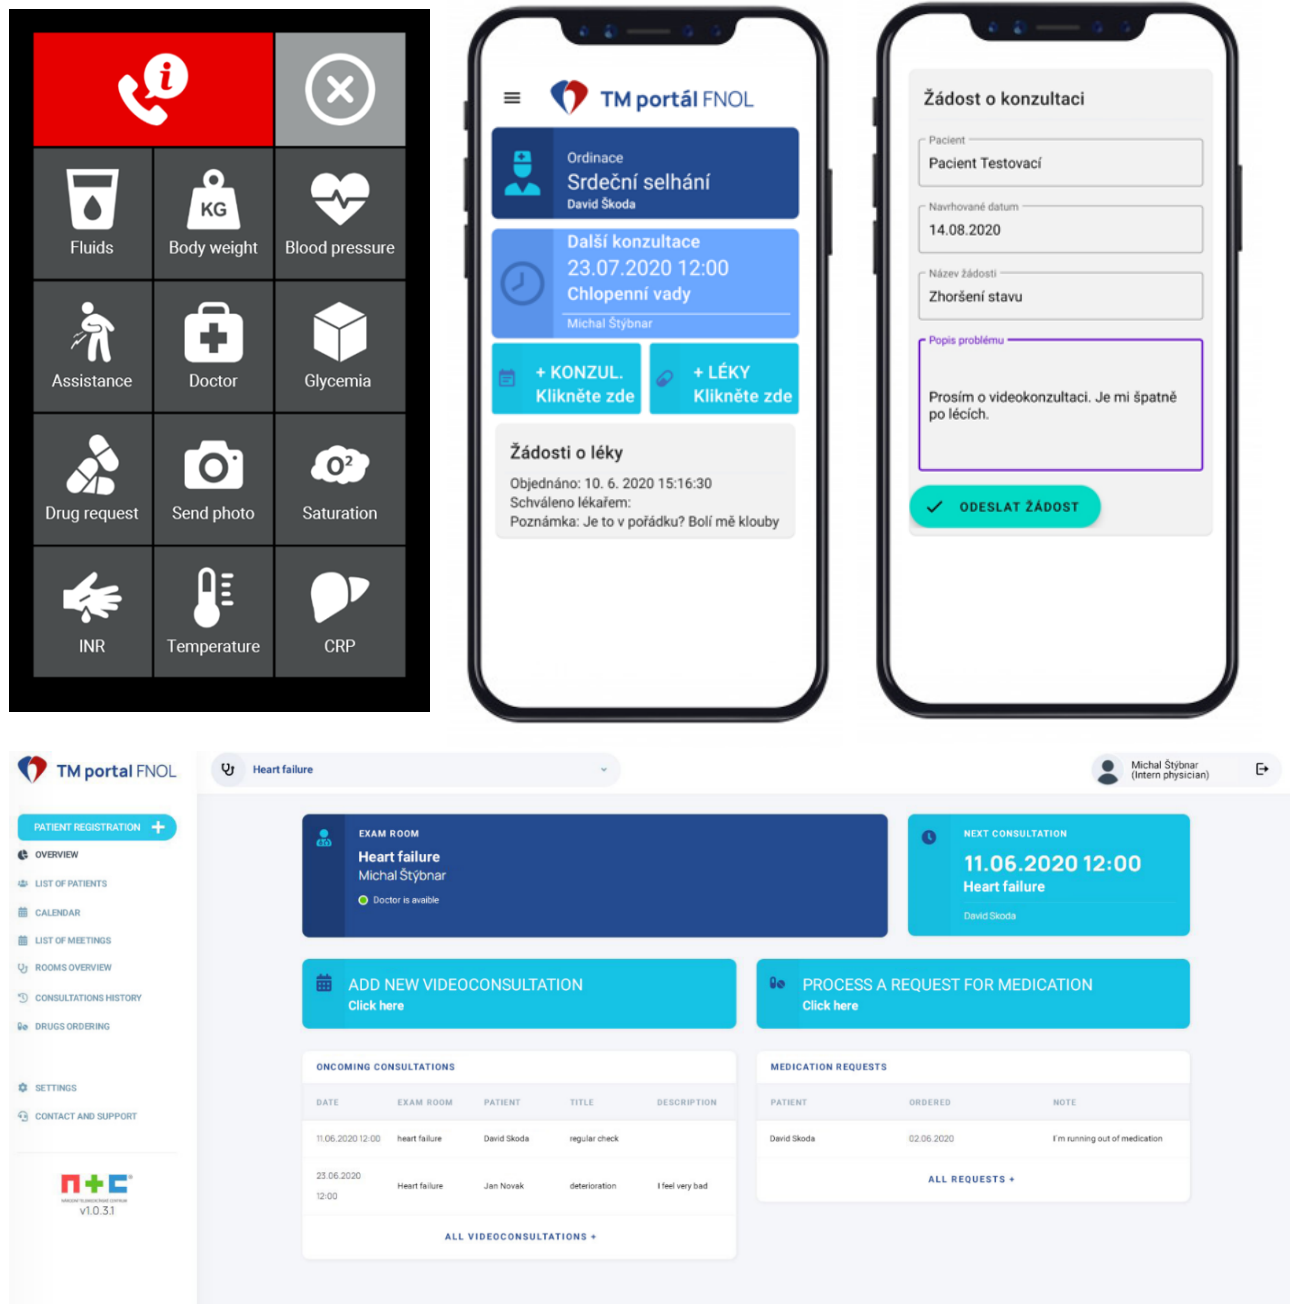 i
Fluids
KG
Body weight
Blood pressure
Assistance
Doctor
Glycemia
Drug request
Send photo
O²
Saturation
INR
Temperature
CRP
TM portál FNOL
Ordinace
Srdeční selhání
David Škoda
Další konzultace
23.07.2020 12:00
Chlopenní vady
Michal Štýbnar
+ KONZUL.
Klikněte zde
+ LÉKY
Klikněte zde
Žádosti o léky
Objednáno: 10. 6. 2020 15:16:30
Schváleno lékařem:
Poznámka: Je to v pořádku? Bolí mě klouby
Žádost o konzultaci
Pacient
Pacient Testovací
Navrhované datum
14.08.2020
Název žádosti
Zhoršení stavu
Popis problému
Prosím o videokonzultaci. Je mi špatně
po lécích.
ODESLAT ŽÁDOST
TM portal FNOL
Heart failure
Michal Štýbnar
(Intern physician)
PATIENT REGISTRATION
OVERVIEW
LIST OF PATIENTS
CALENDAR
LIST OF MEETINGS
ROOMS OVERVIEW
CONSULTATIONS HISTORY
DRUGS ORDERING
SETTINGS
CONTACT AND SUPPORT
v1.0.3.1
EXAM ROOM
Heart failure
Michal Štýbnar
Doctor is avaible
NEXT CONSULTATION
11.06.2020 12:00
Heart failure
David Skoda
ADD NEW VIDEOCONSULTATION
Click here
PROCESS A REQUEST FOR MEDICATION
Click here
ONCOMING CONSULTATIONS
DATE EXAM ROOM PATIENT TITLE DESCRIPTION
11.06.2020 12:00 heart failure David Skoda regular check
23.06.2020
12:00 Heart failure Jan Novak deterioration I feel very bad
ALL VIDEOCONSULTATIONS +
MEDICATION REQUESTS
PATIENT ORDERED NOTE
David Skoda 02.06.2020 I'm running out of medication
ALL REQUESTS +